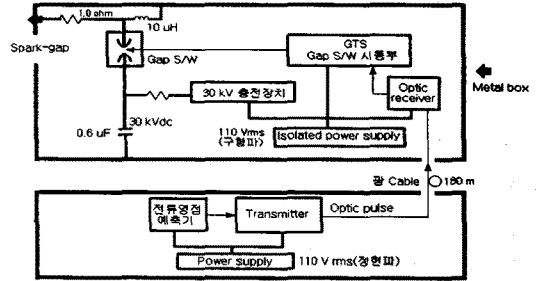 1.0 ohm
10 uH
Spark-gap
Gap S/W
GTS
Gap S/W 시동부
Optic
receiver
Metal box
30 kV 충전장치
30 kVdc
0.6 uF
110 Vrms
(구형파)
Isolated power supply
광 Cable
180 m
전류영점
예측기
Transmitter
Optic pulse
Power supply
110 V rms(정현파)